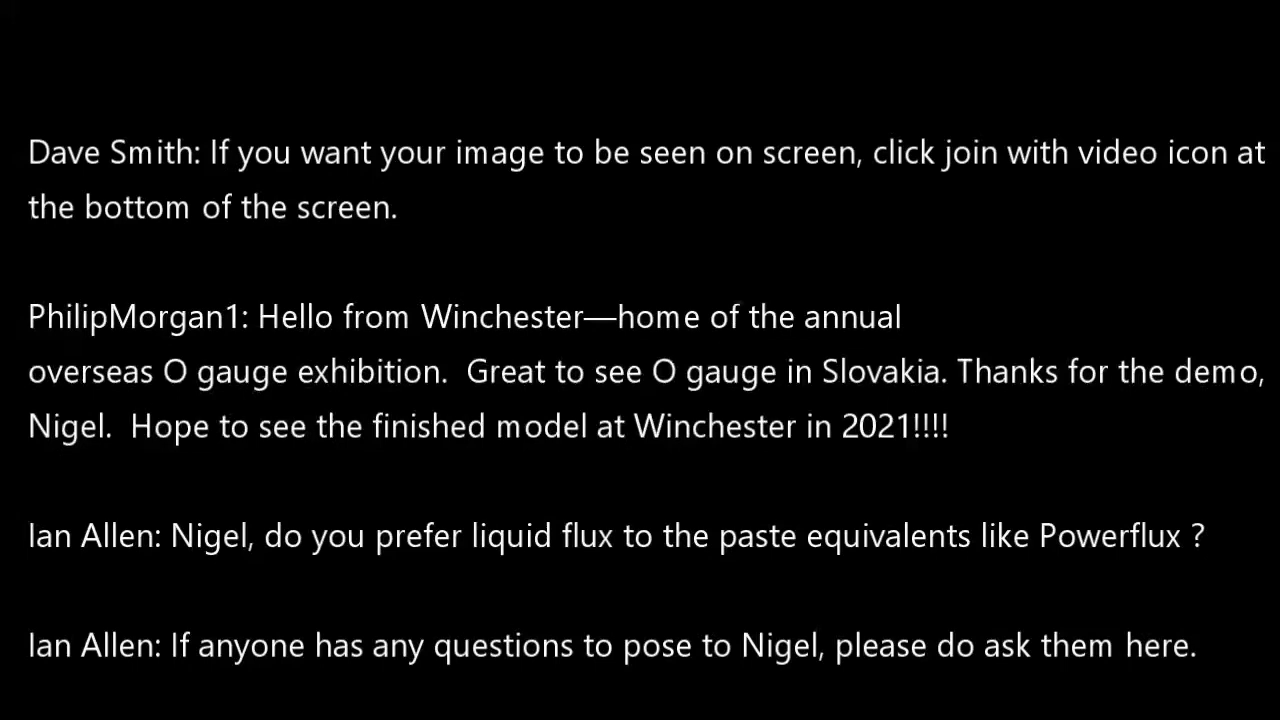 Dave Smith: If you want your image to be seen on screen, click join with video icon at
the bottom of the screen.
PhilipMorgan1: Hello from Winchester—home of the annual
overseas O gauge exhibition.  Great to see O gauge in Slovakia. Thanks for the demo,
Nigel.  Hope to see the finished model at Winchester in 2021!!!!
Ian Allen: Nigel, do you prefer liquid flux to the paste equivalents like Powerflux ?
Ian Allen: If anyone has any questions to pose to Nigel, please do ask them here.